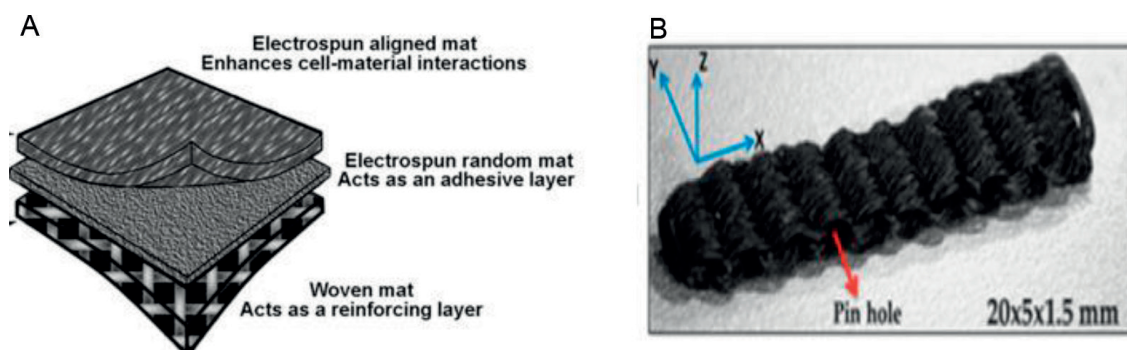 A
Electrospun aligned mat
Enhances cell-material interactions
Electrospun random mat
Acts as an adhesive layer
Woven mat
Acts as a reinforcing layer
B
Y
Z
X
Pin hole
20x5x1.5 mm